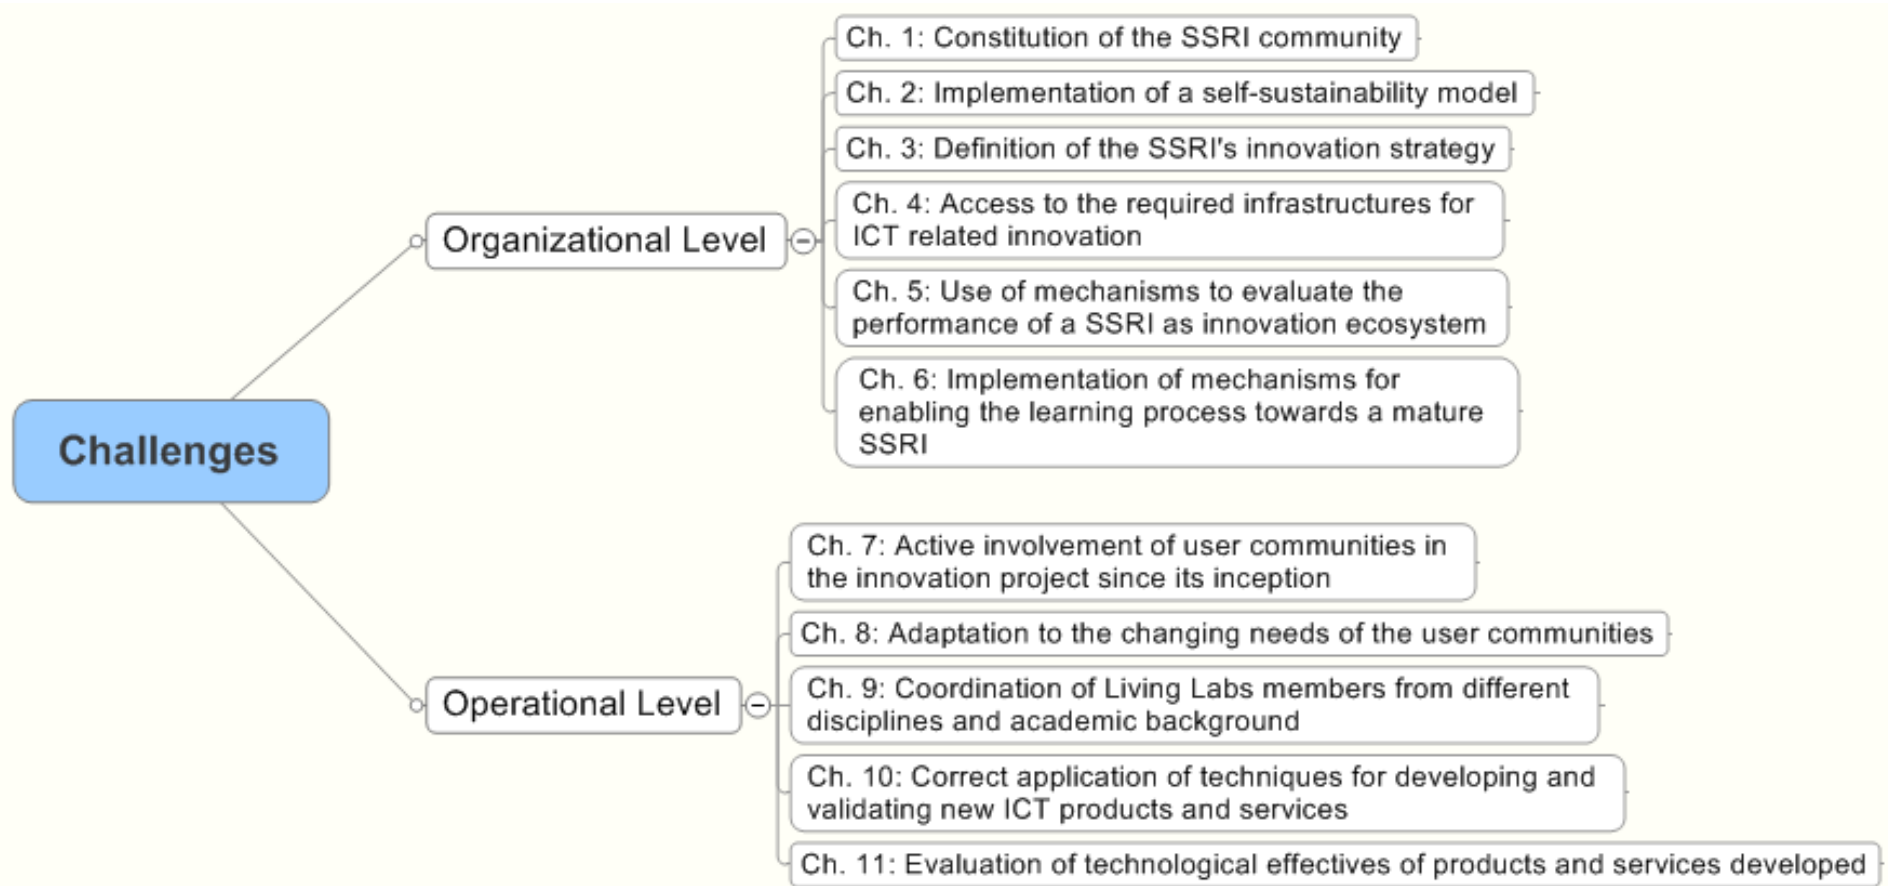 Challenges
Organizational Level
Ch. 1: Constitution of the SSRI community
Ch. 2: Implementation of a self-sustainability model
Ch. 3: Definition of the SSRI's innovation strategy
Ch. 4: Access to the required infrastructures for
ICT related innovation
Ch. 5: Use of mechanisms to evaluate the
performance of a SSRI as innovation ecosystem
Ch. 6: Implementation of mechanisms for
enabling the learning process towards a mature
SSRI
Operational Level
Ch. 7: Active involvement of user communities in
the innovation project since its inception
Ch. 8: Adaptation to the changing needs of the user communities
Ch. 9: Coordination of Living Labs members from different
disciplines and academic background
Ch. 10: Correct application of techniques for developing and
validating new ICT products and services
Ch. 11: Evaluation of technological effectives of products and services developed